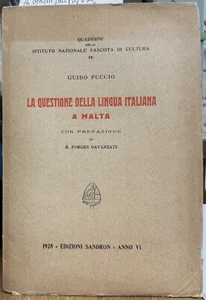 QUADERNI
DELLO
ISTITUTO NAZIONALE FASCISTA DI CULTURA
IV
GUIDO PUCCIO
LA QUESTIONE DELLA LINGUA ITALIANA
A MALTA
CON PREFAZIONE
DI
R. FORGES DAVANZATI
1928 - EDIZIONI SANDRON - ANNO VI